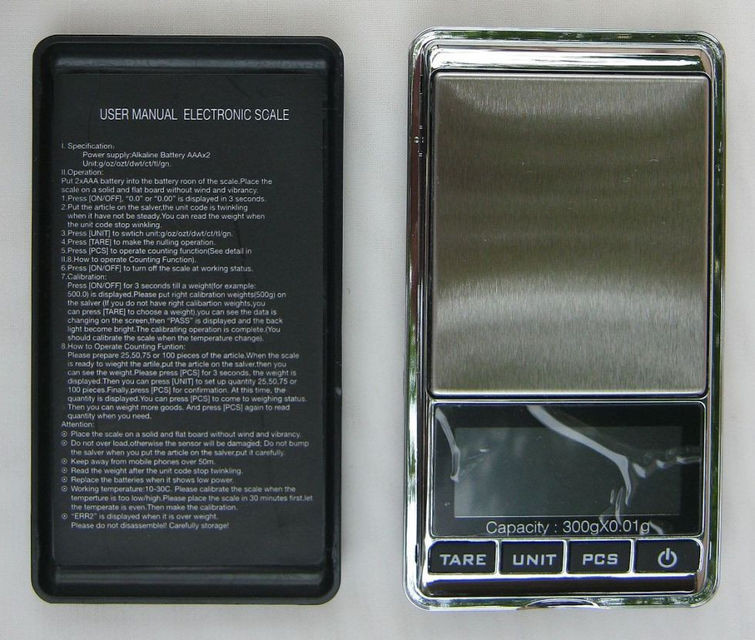 USER MANUAL ELECTRONIC SCALE
I. Specification:
Power supply:Alkaline Battery AAAx2
Unit:g/oz/ozt/dwt/ct/tl/gn.
II.Operation:
Put 2xAAA battery into the battery roon of the scale.Place the
scale on a solid and flat board without wind and vibrancy.
1.Press [ON/OFF], "0.0" or "0.00" is displayed in 3 seconds.
2.Put the article on the salver,the unit code is twinkling
when it have not be steady.You can read the weight when
the unit code stop winkling.
3.Press [UNIT] to swtich unit:g/oz/ozt/dwt/ct/tl/gn.
4.Press [TARE] to make the nulling operation.
5.Press [PCS] to operate counting function(See detail in
II.8.How to operate Counting Function).
6.Press [ON/OFF] to turn off the scale at working status.
7.Calibration:
Press [ON/OFF] for 3 seconds till a weight(for example:
500.0) is displayed.Please put right calibration weights(500g) on
the salver (If you do not have right calibartion weights,you
can press [TARE] to choose a weight),you can see the data is
changing on the screen,then "PASS" is displayed and the back
light become bright.The calibrating operation is complete.(You
should calibrate the scale when the temperature change).
8.How to Operate Counting Funtion:
Please prepare 25,50,75 or 100 pieces of the article.When the scale
is ready to wieght the artile,put the article on the salver,then you
can see the weight.Please press [PCS] for 3 seconds, the weight is
displayed.Then you can press [UNIT] to set up quantity 25,50,75 or
100 pieces.Finally,press [PCS] for confirmation. At this time, the
quantity is displayed.You can press [PCS] to come to weighing status.
Then you can weight more goods. And press [PCS] again to read
quantity when you need.
Attention:
⊙ Place the scale on a solid and flat board without wind and vibrancy.
⊙ Do not over load,otherwise the sensor will be damaged; Do not bump
the salver when you put the article on the salver,put it carefully.
⊙ Keep away from mobile phones over 50m.
⊙ Read the weight after the unit code stop twinkling.
⊙ Replace the batteries when it shows low power.
⊙ Working temperature:10-30C. Please calibrate the scale when the
temperture is too low/high.Please place the scale in 30 minutes first.let
the temperate is even.Then make the calibration.
⊙ "ERR2" is displayed when it is over weight.
Please do not disassemble!! Carefully storage!
Capacity : 300gX0.01g
TARE UNIT PCS